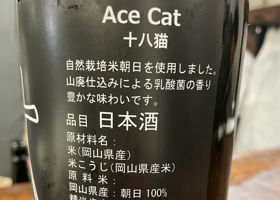 Ace Cat
十八猫
自然栽培米朝日を使用しました。
山廃仕込みによる乳酸菌の香り
豊かな味わいです。
品目 日本酒
原材料名：
米(岡山県産)
米こうじ(岡山県産米)
原料米：
岡山県産：朝日100%